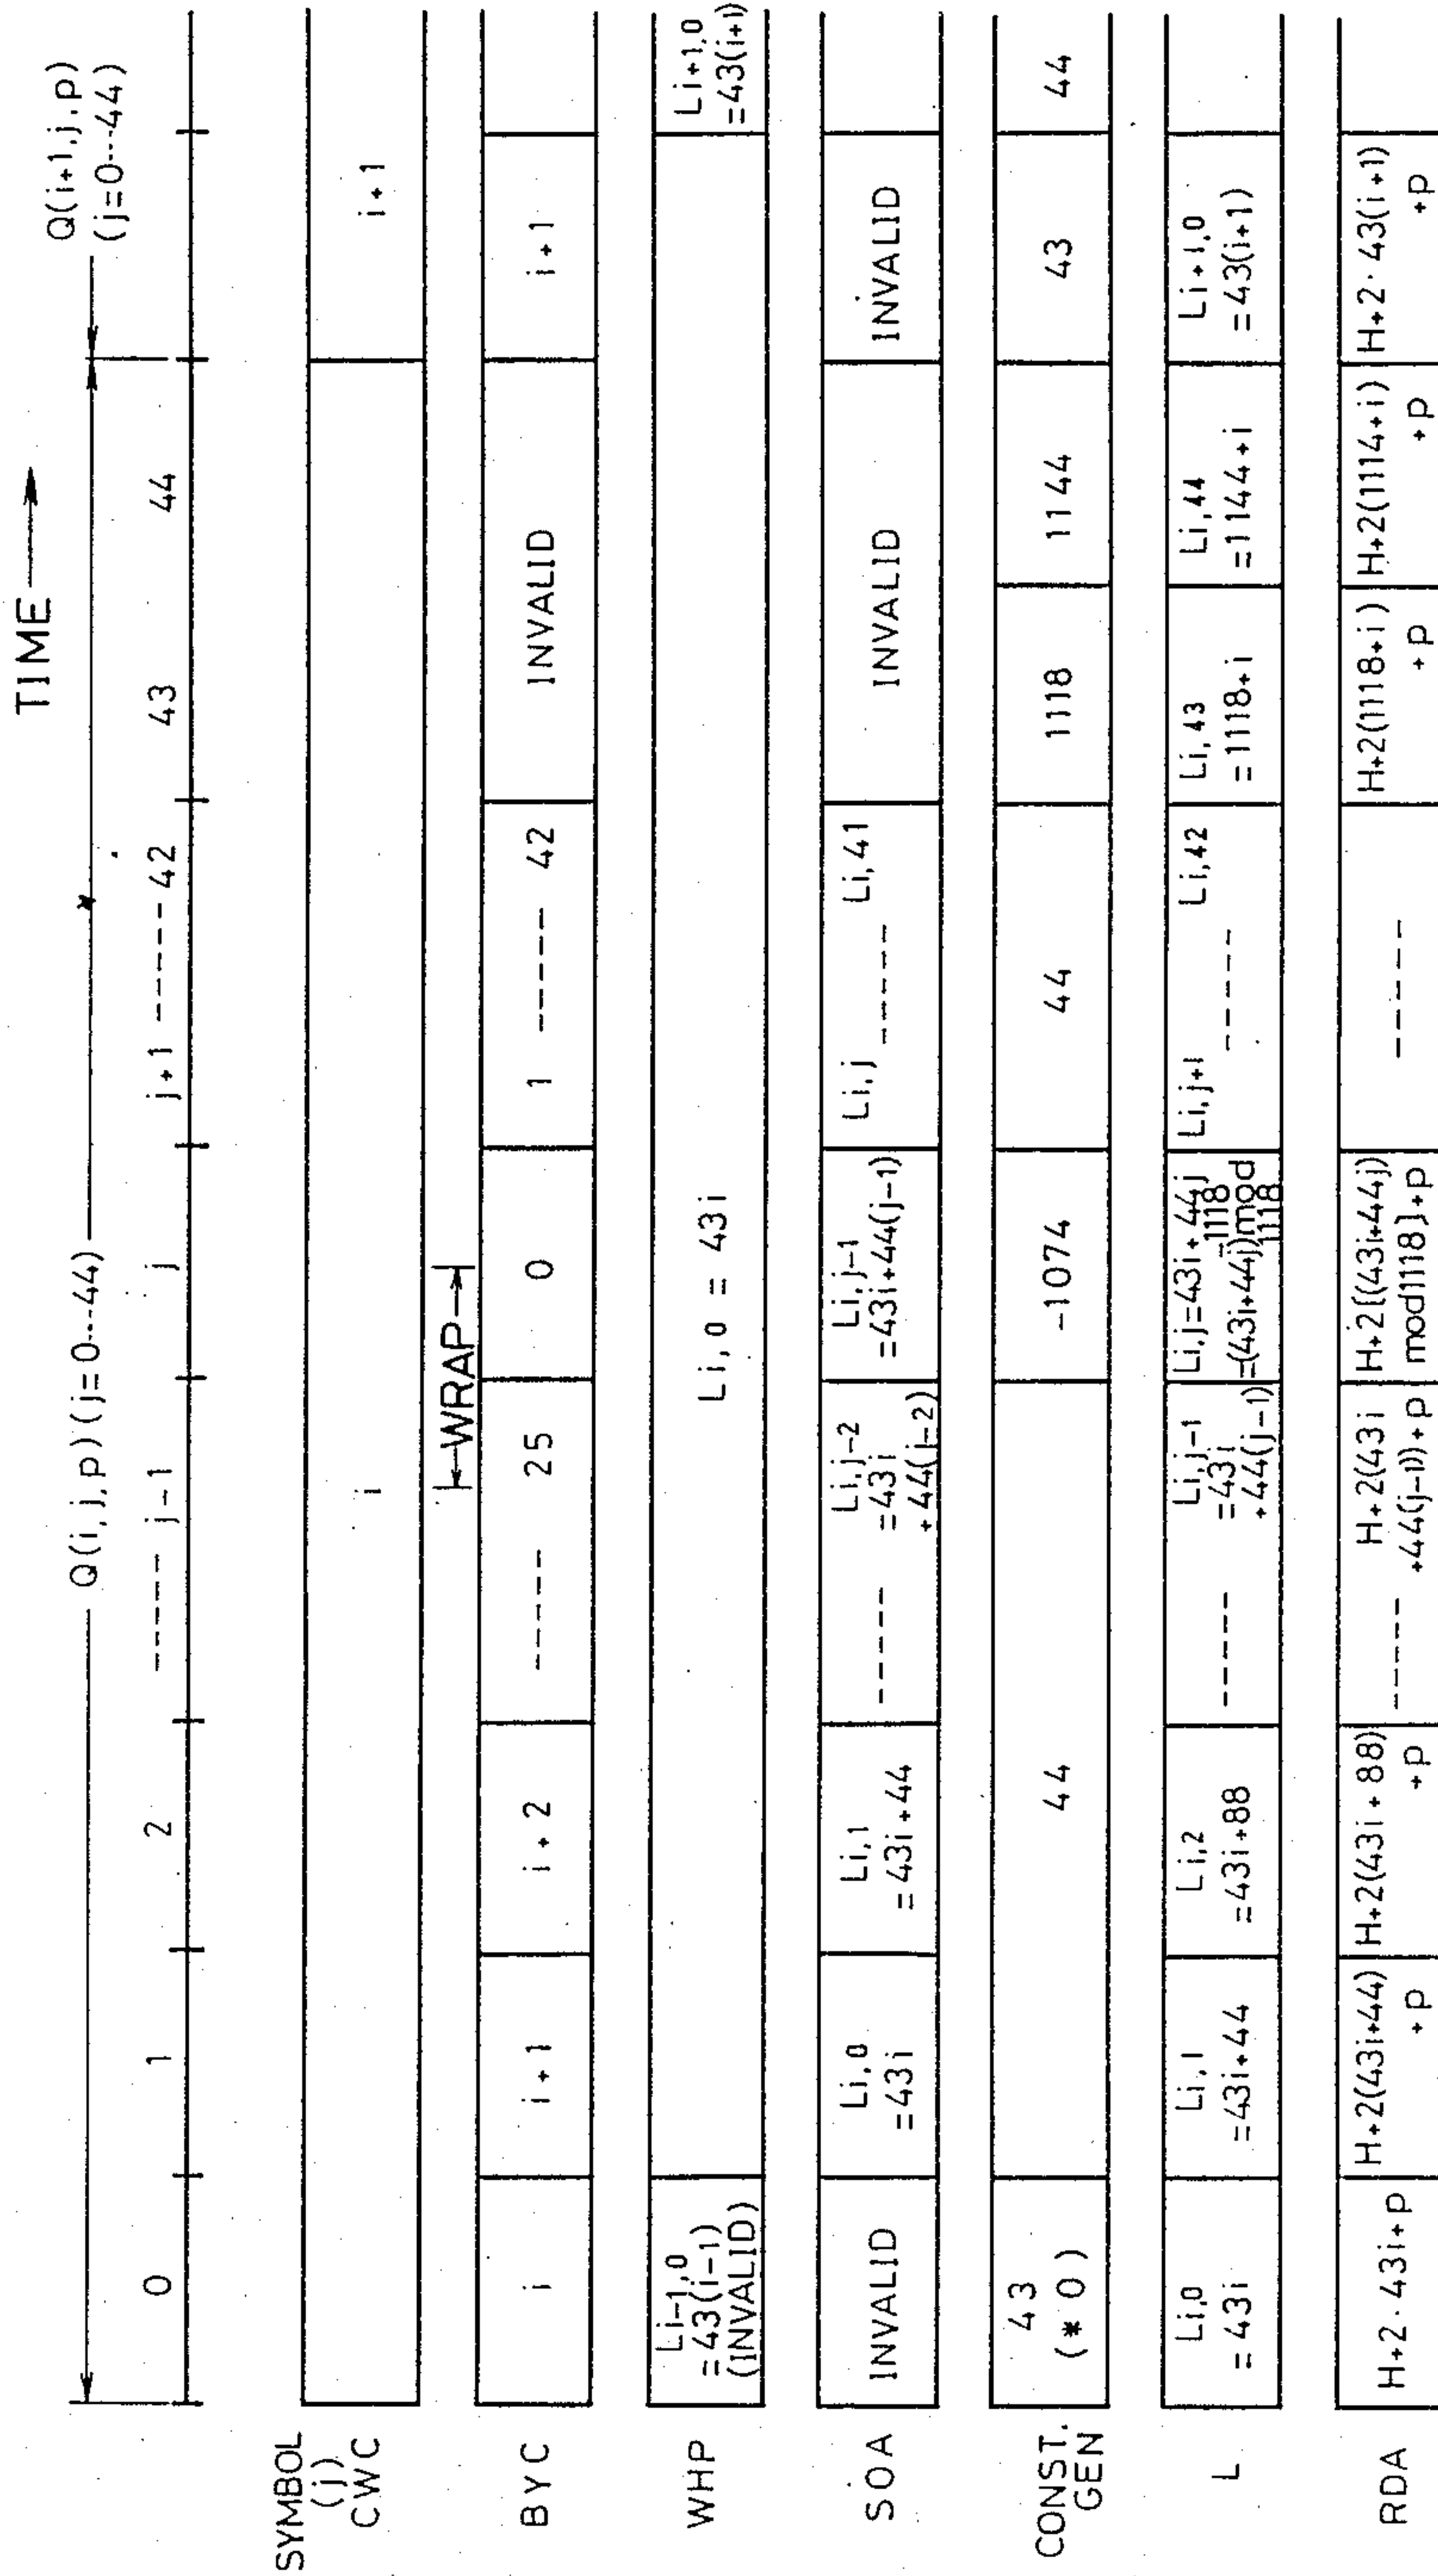 TIME
Q(i,j,p)(j=0---44)
Q(i+1,j,p)
(j=0---44)
SYMBOL
(j)
0 1 2 ----- j-1 j j+1 ----- 42 43 44
CWC
i
i+1
WRAP
BYC
i
i+1
i+2
----- 25
0
1 ----- 42
INVALID
i+1
WHP
Li-1,0
=43(i-1)
(INVALID)
Li,0 = 43i
Li+1,0
=43(i+1)
SOA
INVALID
Li,0
=43i
Li,1
=43i+44
-----
Li,j-2
=43i
+44(j-2)
Li,j-1
=43i+44(j-1)
Li,j ----- Li,41
INVALID
INVALID
CONST.
GEN
43
(*0)
44
-1074
44
1118
1144
43
44
L
Li,0
=43i
Li,1
=43i+44
Li,2
=43i+88
-----
Li,j-1
=43i
+44(j-1)
Li,j=43i+44j
-1118
=(43i+44j)mod
1118
Li,j+1 ----- Li,42
Li,43
=1118+i
Li,44
=1144+i
Li+1,0
=43(i+1)
RDA
H+2·43i+p
H+2(43i+44)
+p
H+2(43i+88)
+p
-----
H+2(43i
+44(j-1))+p
H+2[(43i+44j)
mod1118]+p
-----
H+2(1118+i)
+p
H+2(1114+i)
+p
H+2·43(i+1)
+p